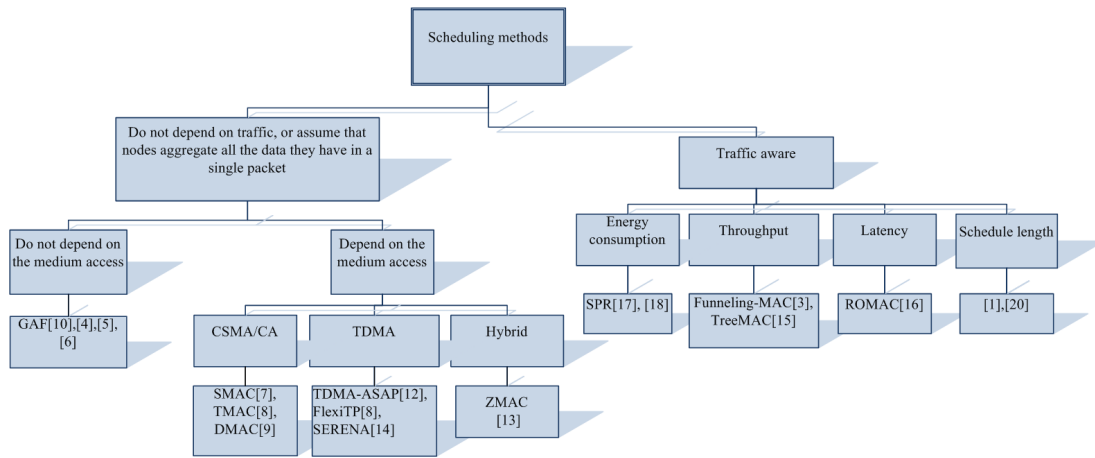 Scheduling methods
Do not depend on traffic, or assume that
nodes aggregate all the data they have in a
single packet
Traffic aware
Do not depend on
the medium access
Depend on the
medium access
Energy
consumption
Throughput
Latency
Schedule length
GAF[10],[4],[5],
[6]
CSMA/CA
TDMA
Hybrid
SPR[17], [18]
Funneling-MAC[3],
TreeMAC[15]
ROMAC[16]
[1],[20]
SMAC[7],
TMAC[8],
DMAC[9]
TDMA-ASAP[12],
FlexiTP[8],
SERENA[14]
ZMAC
[13]